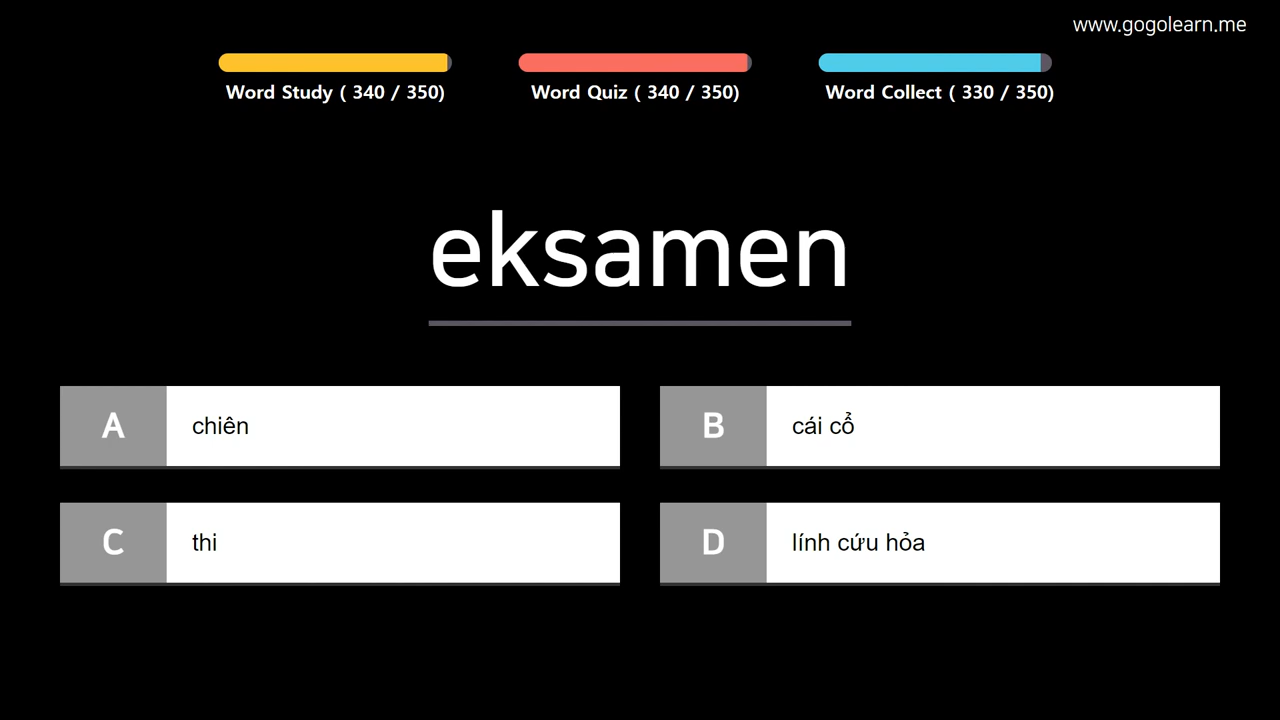 www.gogolearn.me
Word Study ( 340 / 350)
Word Quiz ( 340 / 350)
Word Collect ( 330 / 350)
eksamen
A chiên
B cái cổ
C thi
D lính cứu hỏa